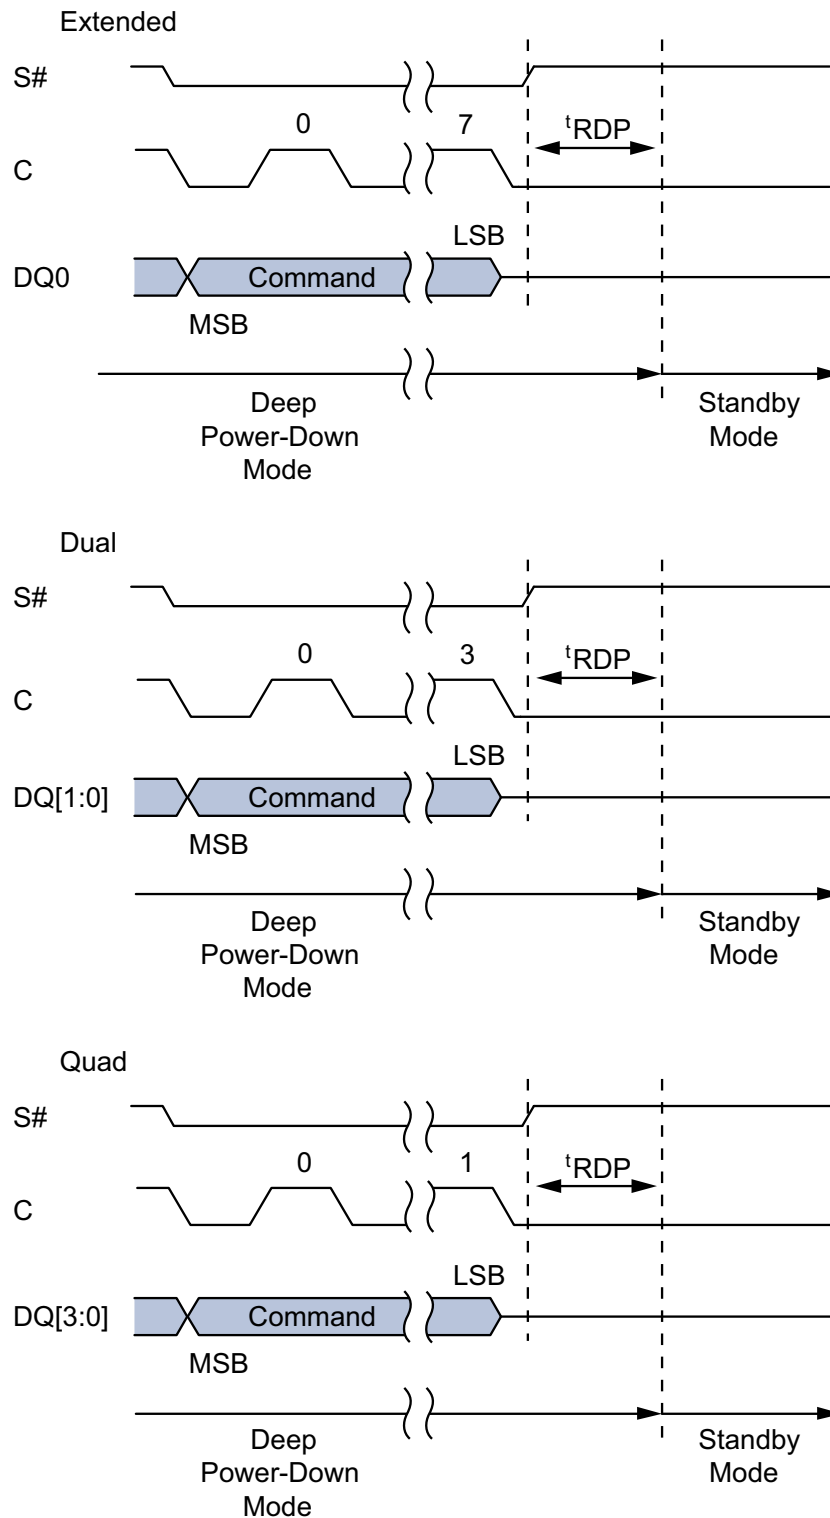 Extended
S#
0 7 tRDP
C
LSB
DQ0 Command
MSB
Deep
Power-Down
Mode
Standby
Mode
Dual
S#
0 3 tRDP
C
LSB
DQ[1:0] Command
MSB
Deep
Power-Down
Mode
Standby
Mode
Quad
S#
0 1 tRDP
C
LSB
DQ[3:0] Command
MSB
Deep
Power-Down
Mode
Standby
Mode